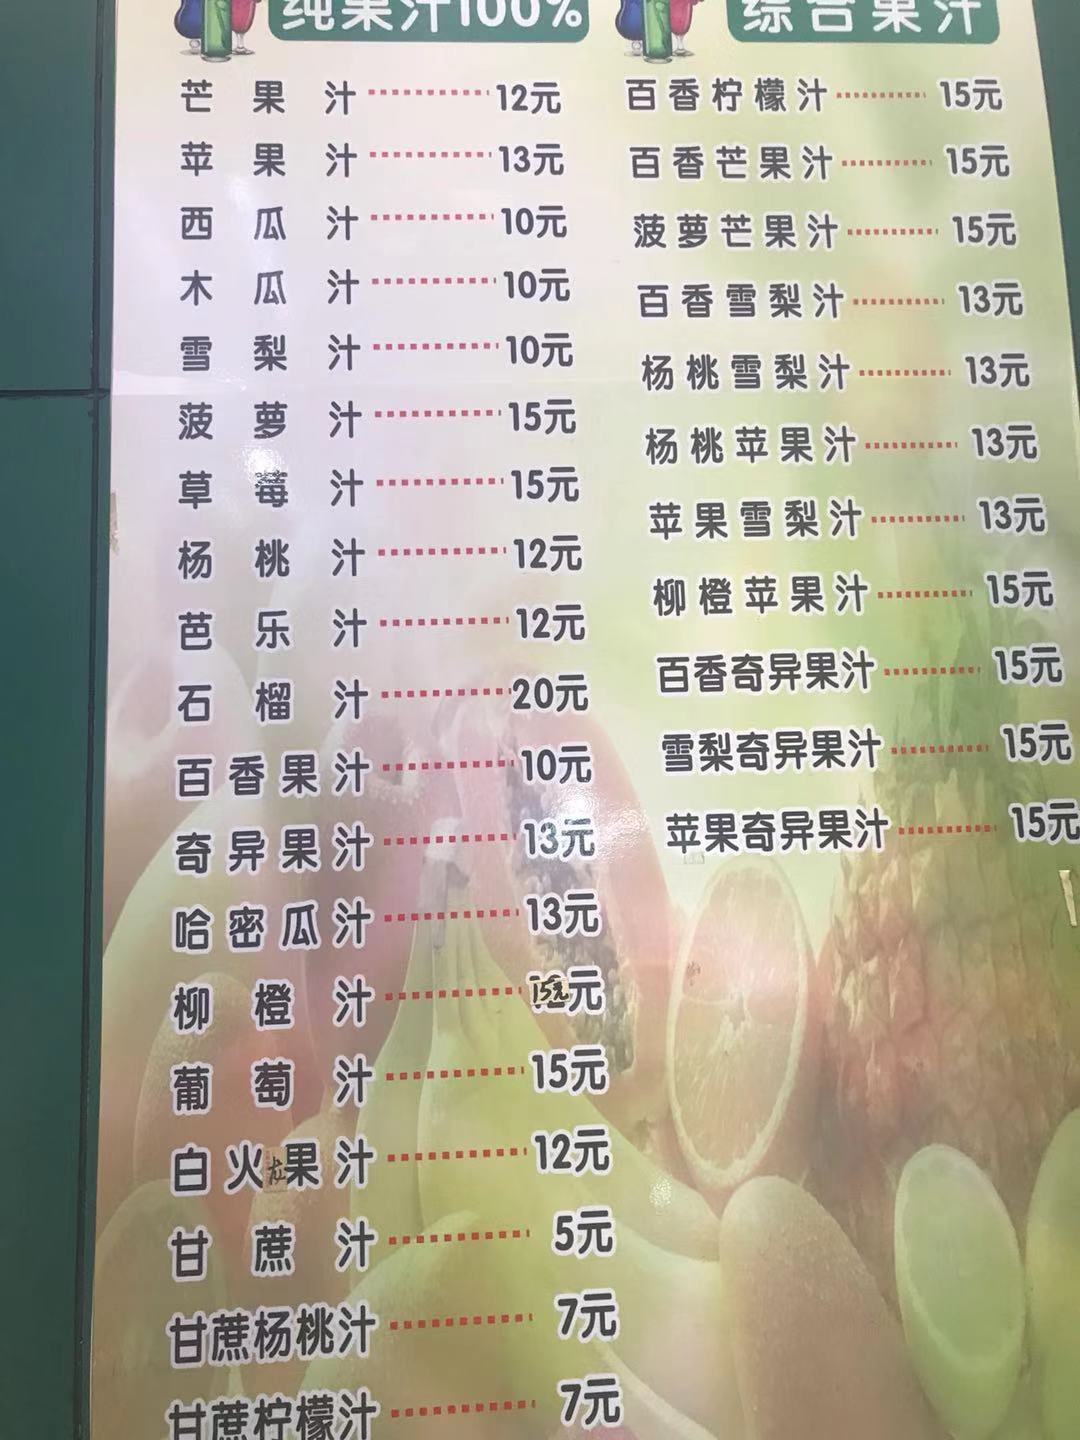 纯果汁100%
芒果汁 12元
苹果汁 13元
西瓜汁 10元
木瓜汁 10元
雪梨汁 10元
菠萝汁 15元
草莓汁 15元
杨桃汁 12元
芭乐汁 12元
石榴汁 20元
百香果汁 10元
奇异果汁 13元
哈密瓜汁 13元
柳橙汁 15元
葡萄汁 15元
白火龙果汁 12元
甘蔗汁 5元
甘蔗杨桃汁 7元
甘蔗柠檬汁 7元
综合果汁
百香柠檬汁 15元
百香芒果汁 15元
菠萝芒果汁 15元
百香雪梨汁 13元
杨桃雪梨汁 13元
杨桃苹果汁 13元
苹果雪梨汁 13元
柳橙苹果汁 15元
百香奇异果汁 15元
雪梨奇异果汁 15元
苹果奇异果汁 15元